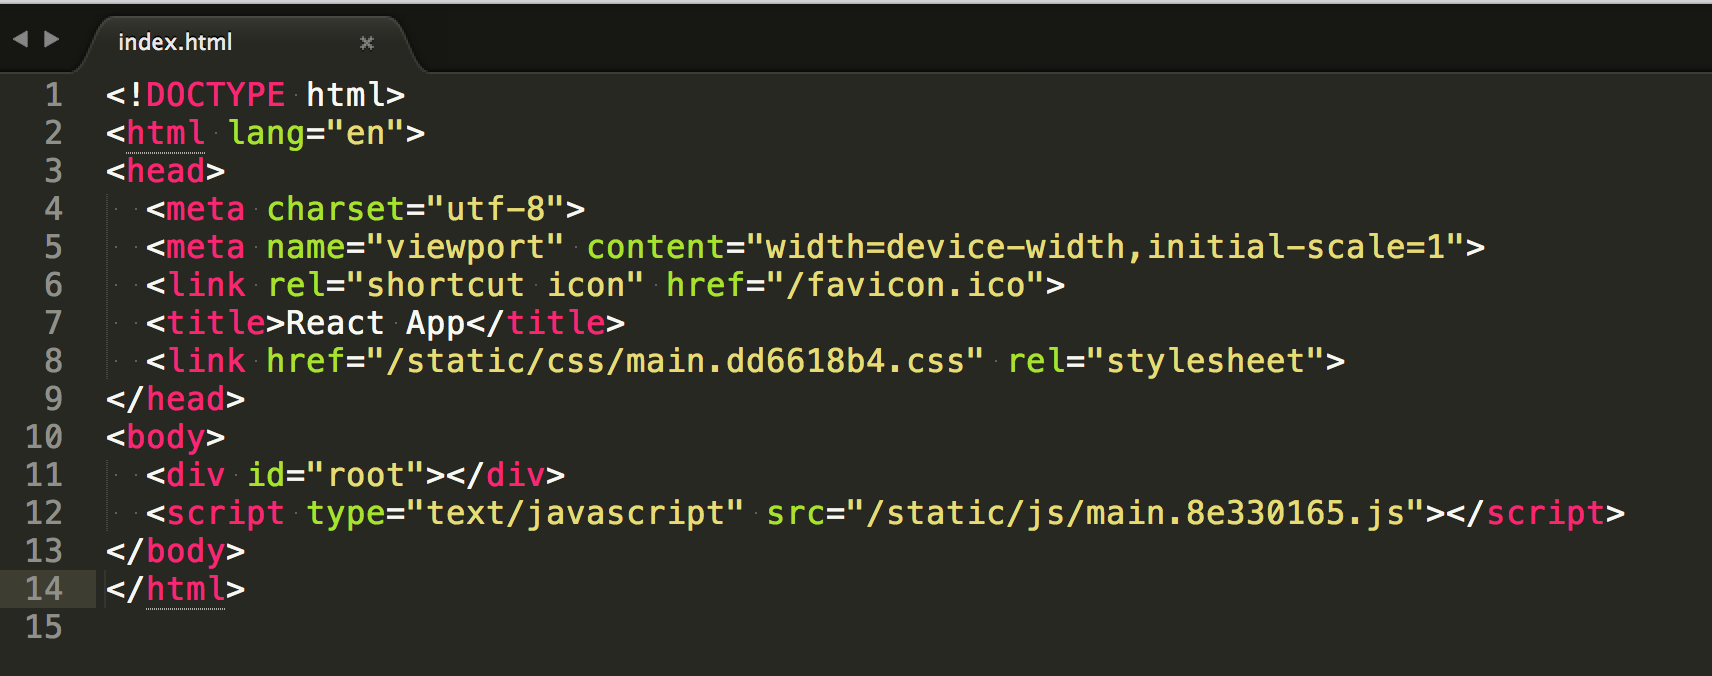 index.html
1 <!DOCTYPE html>
2 <html lang="en">
3 <head>
4   <meta charset="utf-8">
5   <meta name="viewport" content="width=device-width,initial-scale=1">
6   <link rel="shortcut icon" href="/favicon.ico">
7   <title>React App</title>
8   <link href="/static/css/main.dd6618b4.css" rel="stylesheet">
9 </head>
10 <body>
11   <div id="root"></div>
12   <script type="text/javascript" src="/static/js/main.8e330165.js"></script>
13 </body>
14 </html>
15